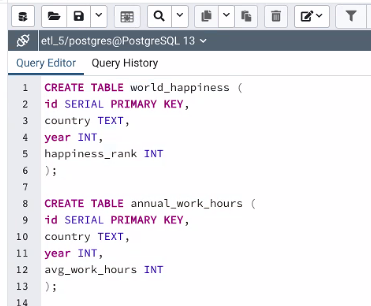 etl_5/postgres@PostgreSQL 13
Query Editor Query History
1 CREATE TABLE world_happiness (
2 id SERIAL PRIMARY KEY,
3 country TEXT,
4 year INT,
5 happiness_rank INT
6 );
7
8 CREATE TABLE annual_work_hours (
9 id SERIAL PRIMARY KEY,
10 country TEXT,
11 year INT,
12 avg_work_hours INT
13 );
14